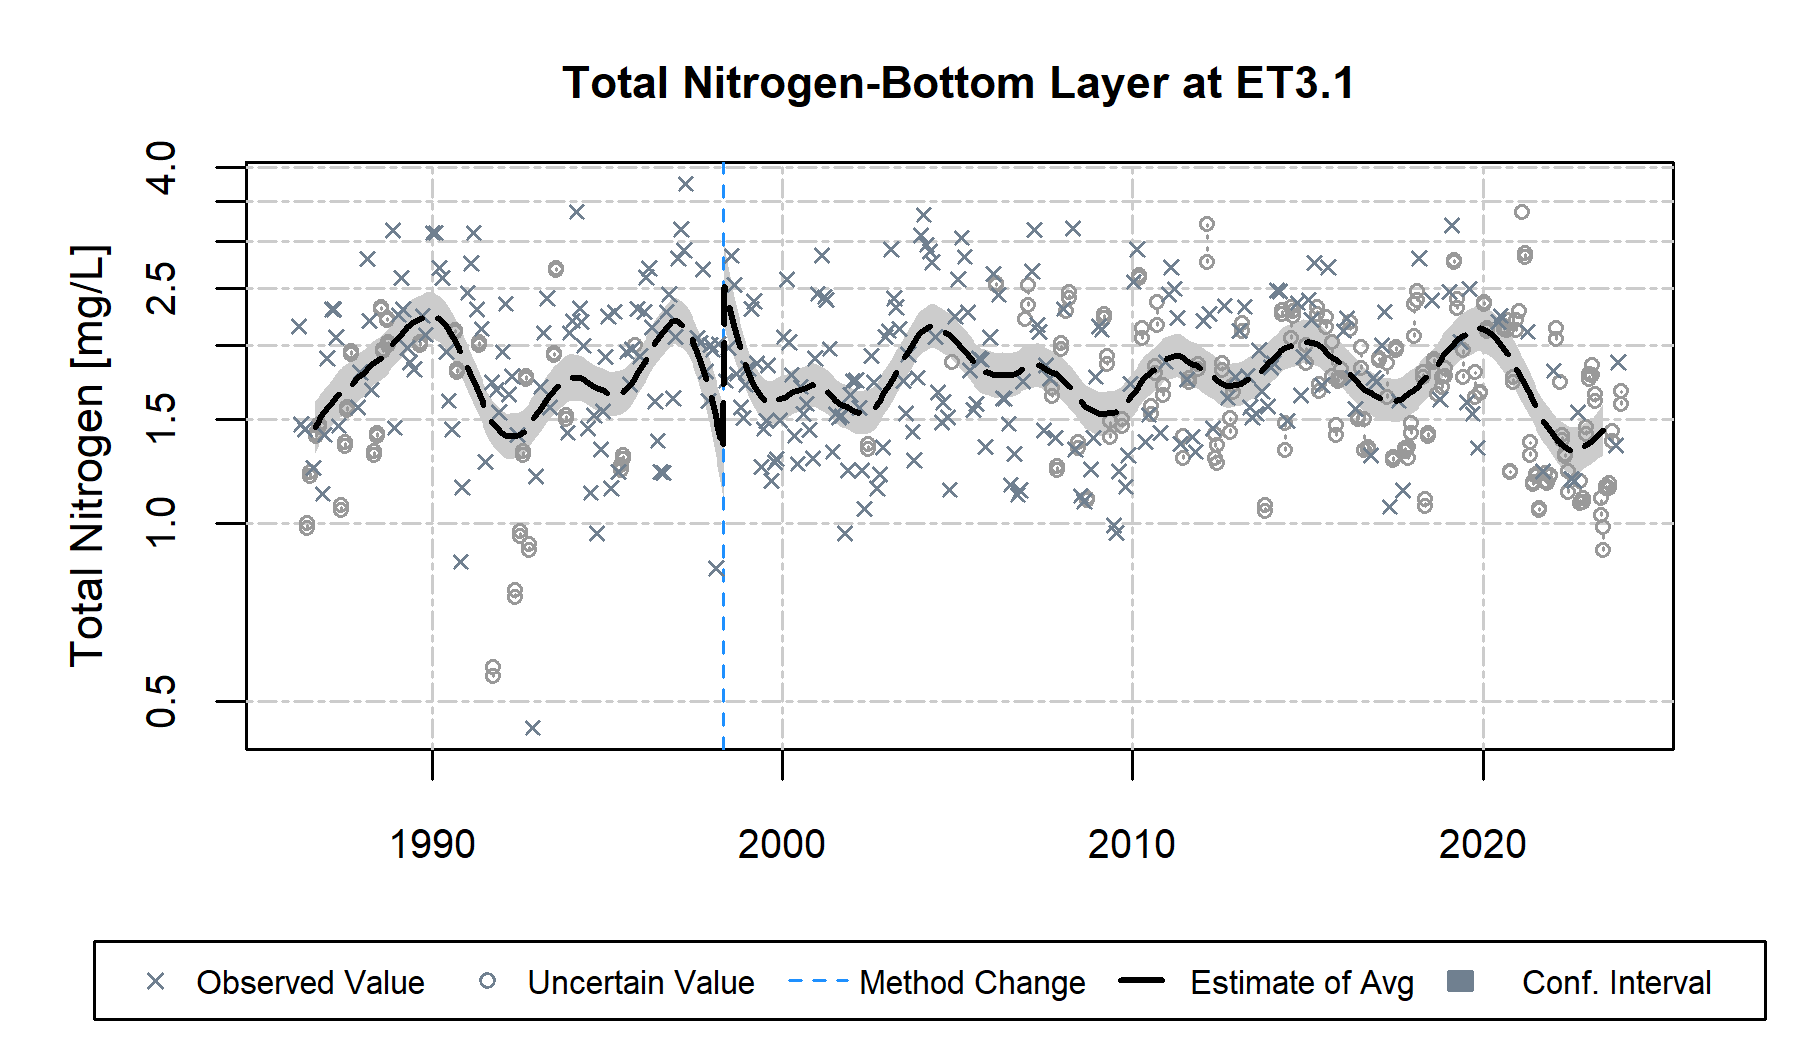 Total Nitrogen-Bottom Layer at ET3.1
Total Nitrogen [mg/L]
4.0
2.5
1.5
1.0
0.5
1990 2000 2010 2020
Observed Value Uncertain Value Method Change Estimate of Avg Conf. Interval